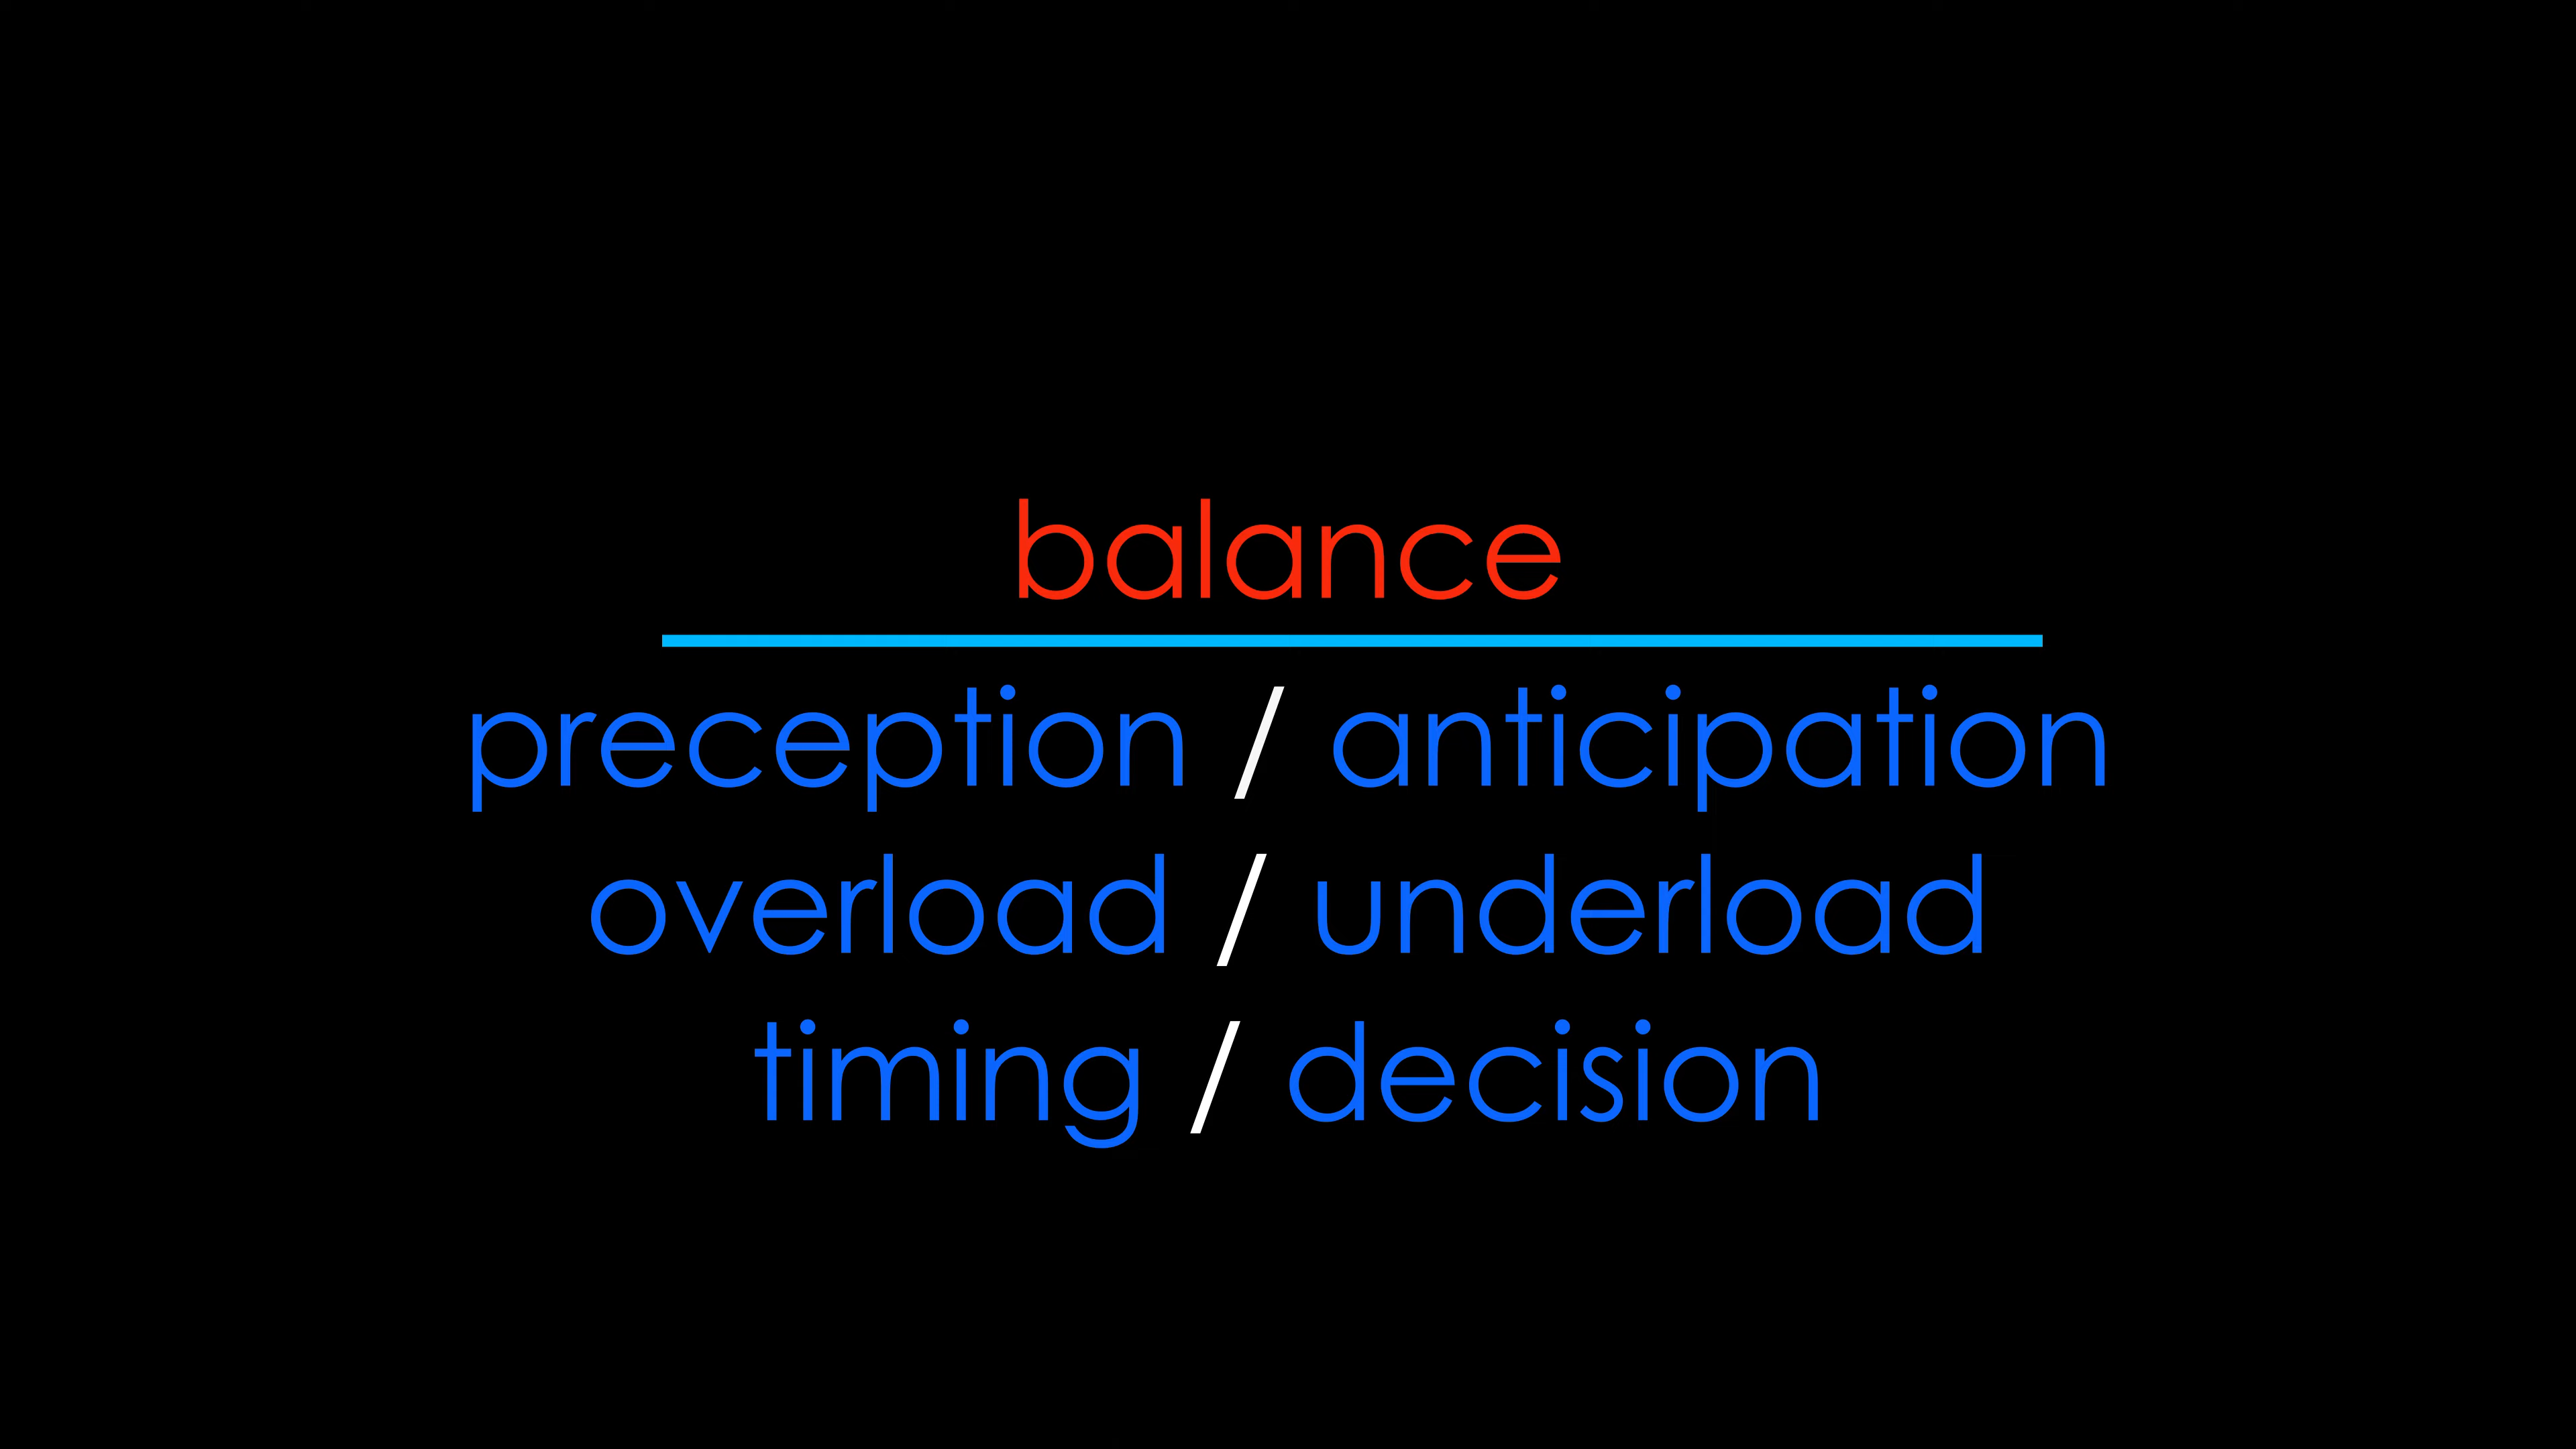 balance
preception / anticipation
overload / underload
timing / decision